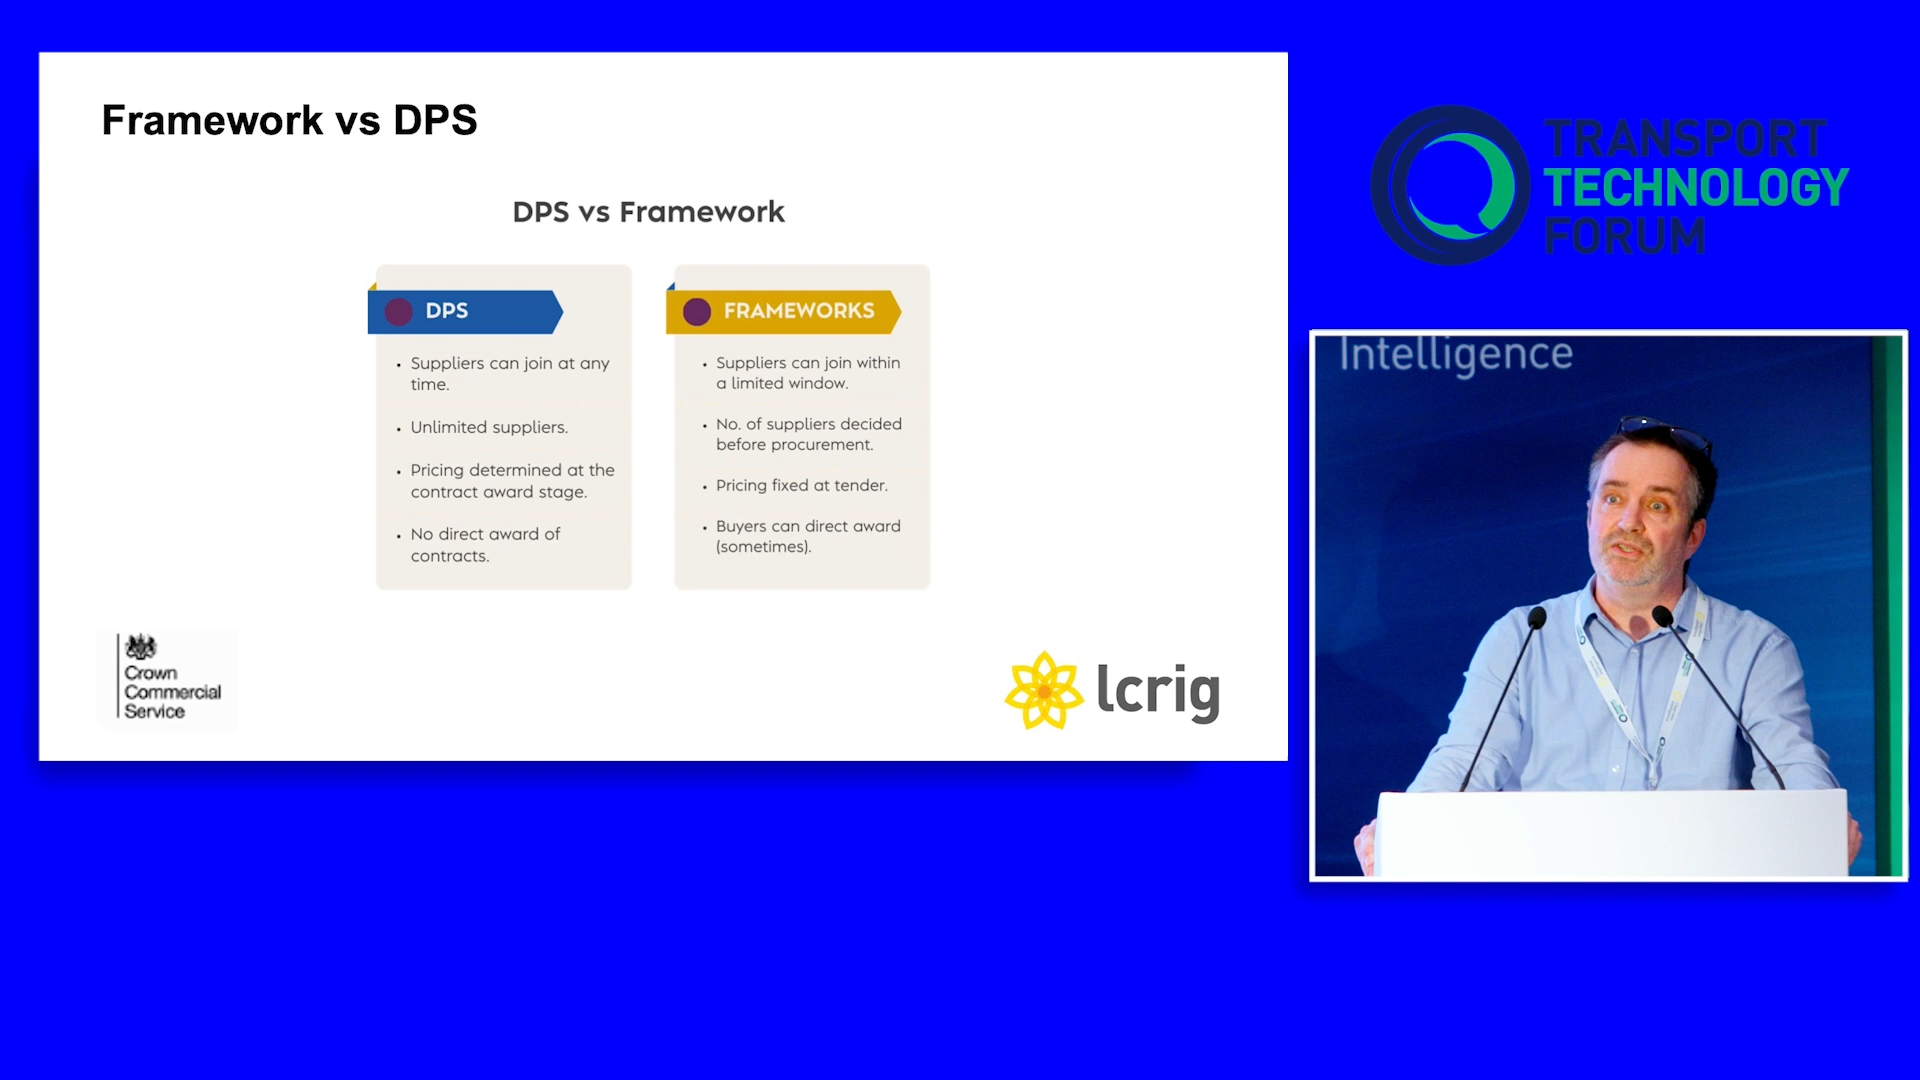 Framework vs DPS
DPS vs Framework
DPS
• Suppliers can join at any
time.
• Unlimited suppliers.
• Pricing determined at the
contract award stage.
• No direct award of
contracts.
FRAMEWORKS
• Suppliers can join within
a limited window.
• No. of suppliers decided
before procurement.
• Pricing fixed at tender.
• Buyers can direct award
(sometimes).
Crown
Commercial
Service
lcrig
TRANSPORT
TECHNOLOGY
FORUM
Intelligence